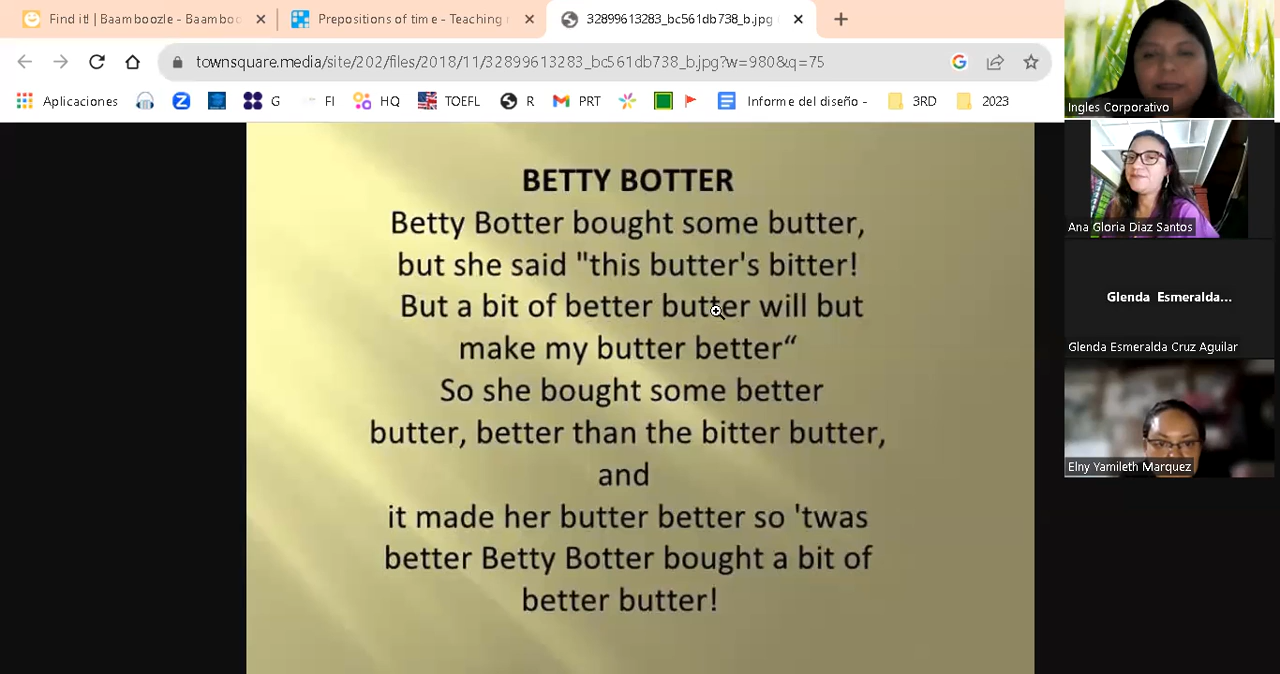 Find it! | Baamboozle - Baamboo
Prepositions of time - Teaching
32899613283_bc561db738_b.jpg
townsquare.media/site/202/files/2018/11/32899613283_bc561db738_b.jpg?w=980&q=75
Aplicaciones G FI HQ TOEFL R PRT Informe del diseño - 3RD 2023
BETTY BOTTER
Betty Botter bought some butter,
but she said "this butter's bitter!
But a bit of better butter will but
make my butter better“
So she bought some better
butter, better than the bitter butter,
and
it made her butter better so 'twas
better Betty Botter bought a bit of
better butter!
Ingles Corporativo
Ana Gloria Diaz Santos
Glenda Esmeralda...
Glenda Esmeralda Cruz Aguilar
Elny Yamileth Marquez